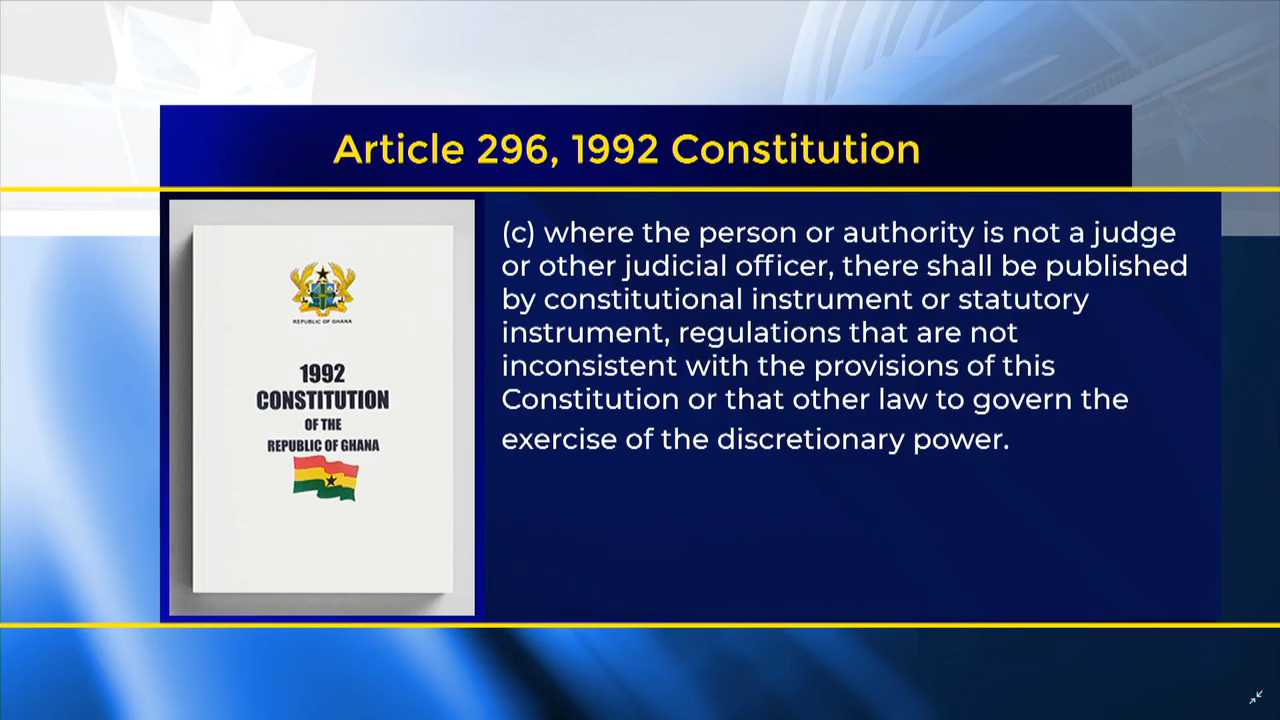 Article 296, 1992 Constitution
REPUBLIC OF GHANA
1992
CONSTITUTION
OF THE
REPUBLIC OF GHANA
(c) where the person or authority is not a judge
or other judicial officer, there shall be published
by constitutional instrument or statutory
instrument, regulations that are not
inconsistent with the provisions of this
Constitution or that other law to govern the
exercise of the discretionary power.